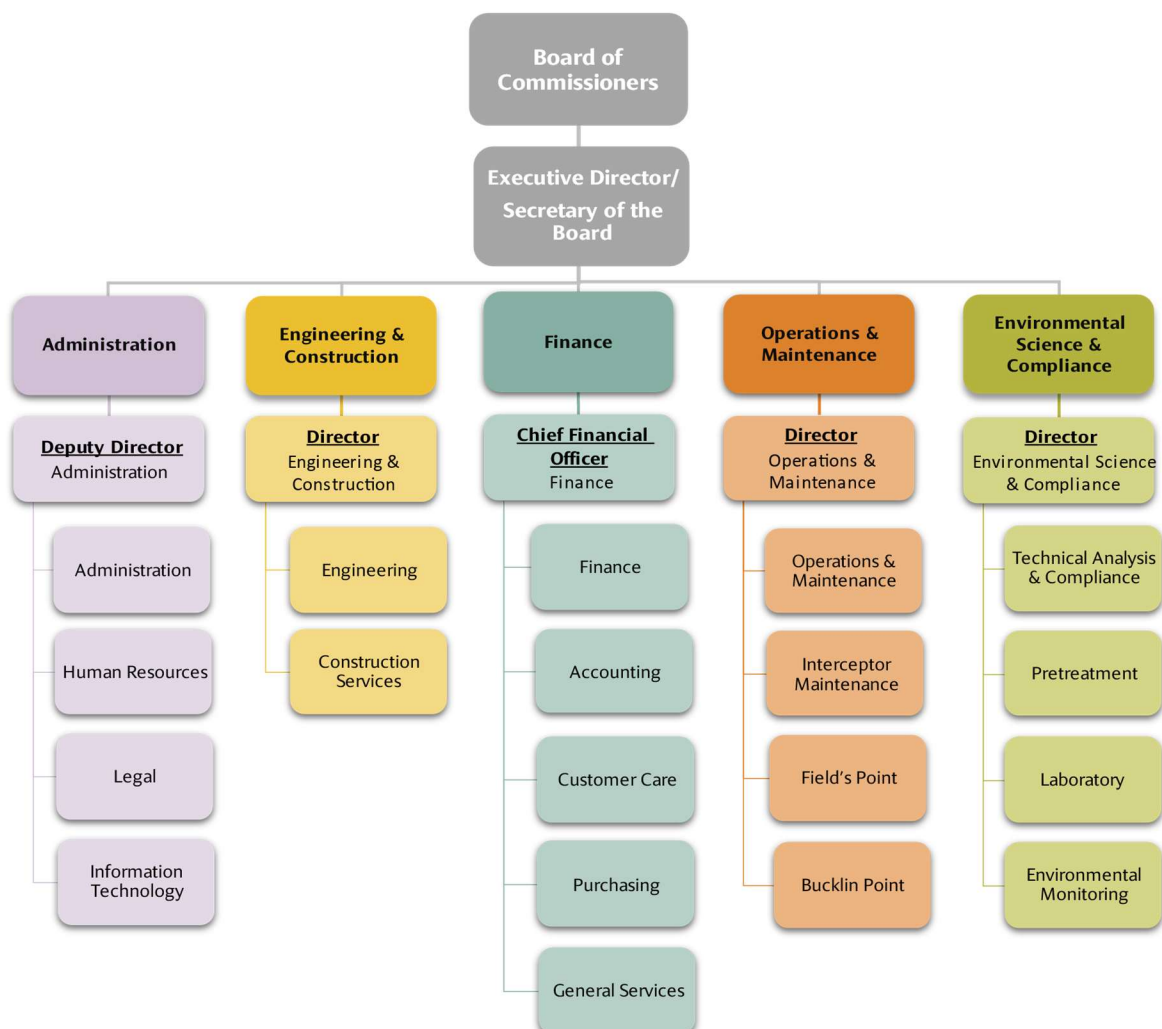 Board of
Commissioners
Executive Director/
Secretary of the
Board
Administration
Engineering &
Construction
Finance
Operations &
Maintenance
Environmental
Science &
Compliance
Deputy Director
Administration
Director
Engineering &
Construction
Chief Financial
Officer
Finance
Director
Operations &
Maintenance
Director
Environmental Science
& Compliance
Administration
Human Resources
Legal
Information
Technology
Engineering
Construction
Services
Finance
Accounting
Customer Care
Purchasing
General Services
Operations &
Maintenance
Interceptor
Maintenance
Field’s Point
Bucklin Point
Technical Analysis
& Compliance
Pretreatment
Laboratory
Environmental
Monitoring